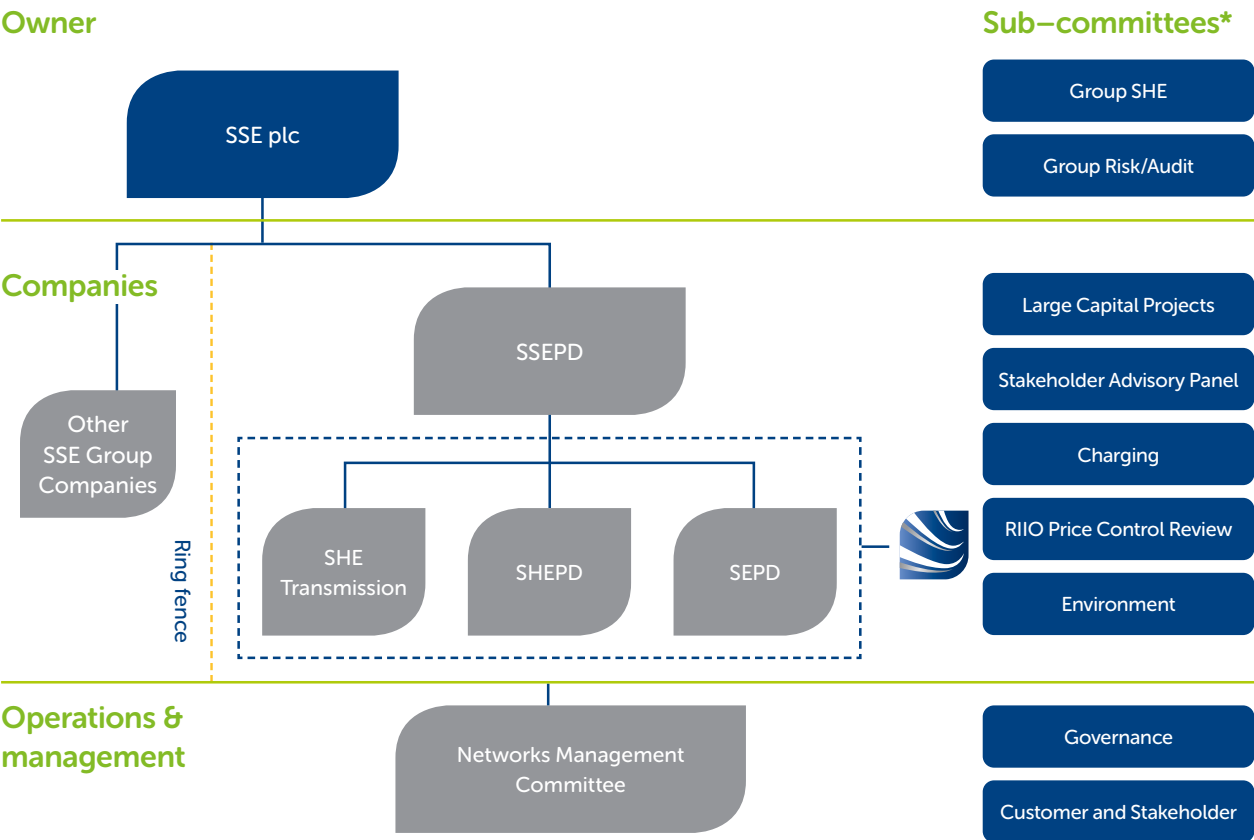 Owner
Sub–committees*
SSE plc
Group SHE
Group Risk/Audit
Companies
Other
SSE Group
Companies
Ring fence
SSEPD
SHE
Transmission
SHEPD
SEPD
Large Capital Projects
Stakeholder Advisory Panel
Charging
RIIO Price Control Review
Environment
Operations &
management
Networks Management
Committee
Governance
Customer and Stakeholder